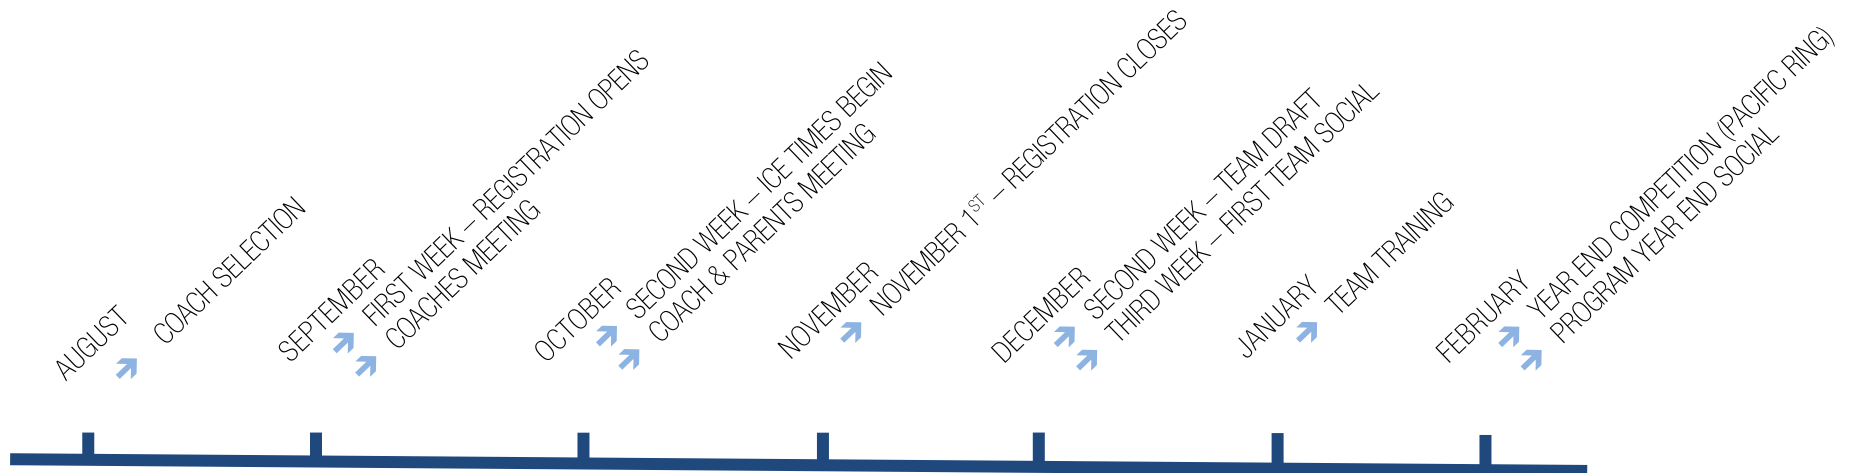 AUGUST
COACH SELECTION
SEPTEMBER
FIRST WEEK – REGISTRATION OPENS
COACHES MEETING
OCTOBER
SECOND WEEK – ICE TIMES BEGIN
COACH & PARENTS MEETING
NOVEMBER
NOVEMBER 1ST – REGISTRATION CLOSES
DECEMBER
SECOND WEEK – TEAM DRAFT
THIRD WEEK – FIRST TEAM SOCIAL
JANUARY
TEAM TRAINING
FEBRUARY
YEAR END COMPETITION (PACIFIC RING)
PROGRAM YEAR END SOCIAL